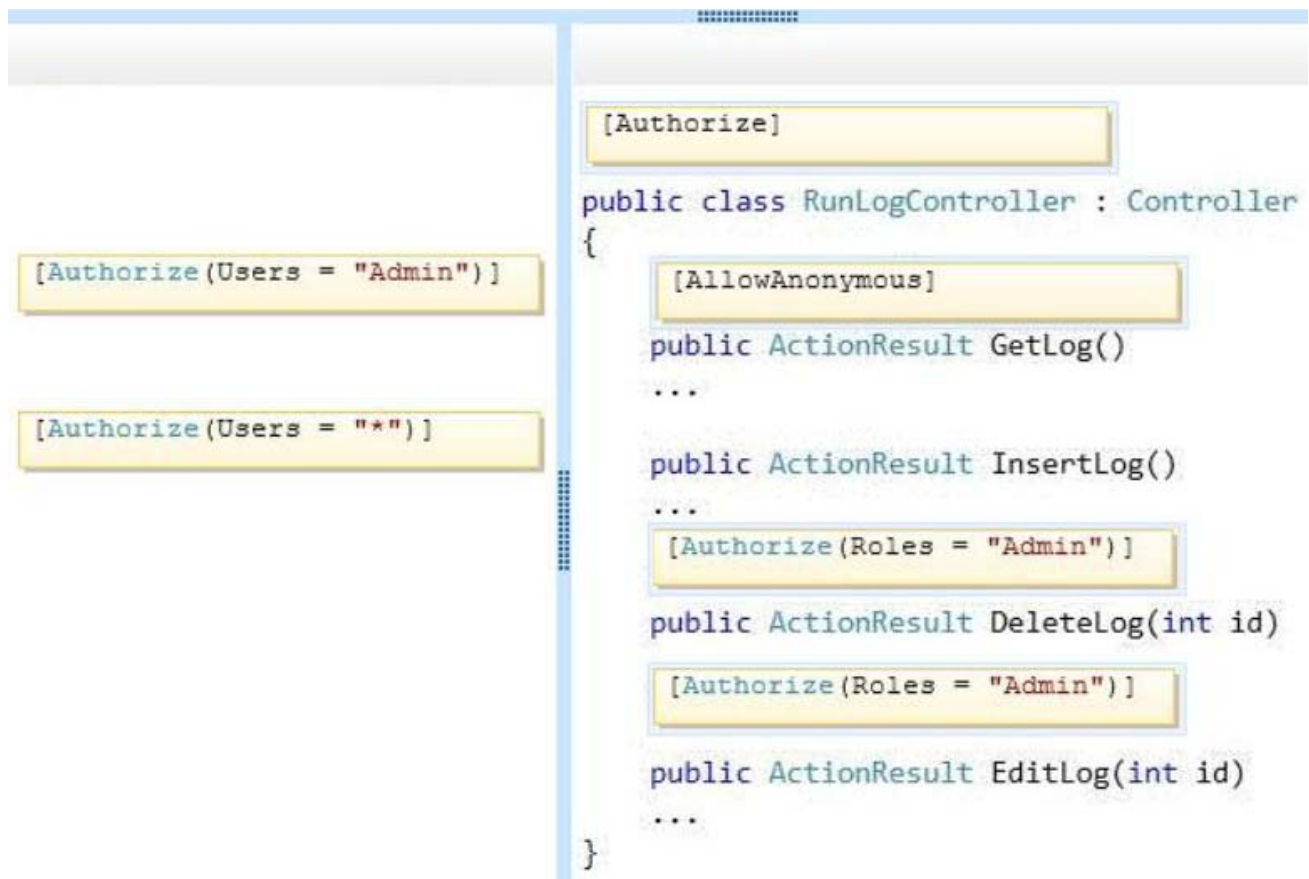 [Authorize(Users = "Admin")]
[Authorize(Users = "*")]
[Authorize]
public class RunLogController : Controller
{
[AllowAnonymous]
public ActionResult GetLog()
...
public ActionResult InsertLog()
...
[Authorize(Roles = "Admin")]
public ActionResult DeleteLog(int id)
[Authorize(Roles = "Admin")]
public ActionResult EditLog(int id)
...
}